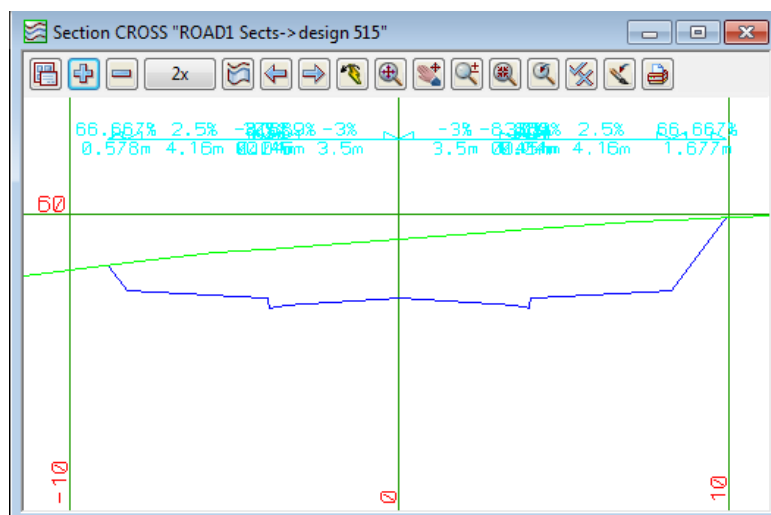 Section CROSS "ROAD1 Sects->design 515"
2x
66.667% 2.5% -3% -3% 2.5% 66.667%
0.578m 4.16m 3.5m 3.5m 4.16m 1.677m
60
-10 0 10